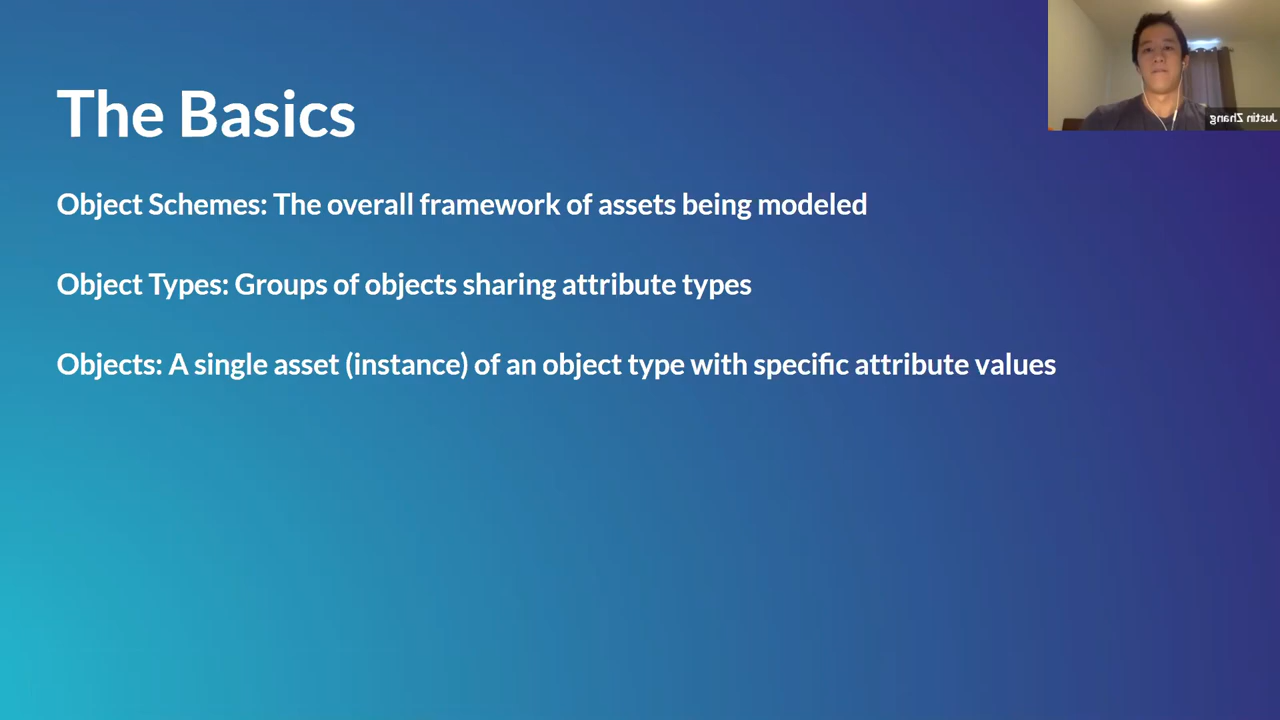 The Basics
Object Schemes: The overall framework of assets being modeled
Object Types: Groups of objects sharing attribute types
Objects: A single asset (instance) of an object type with specific attribute values
Justin Zhang